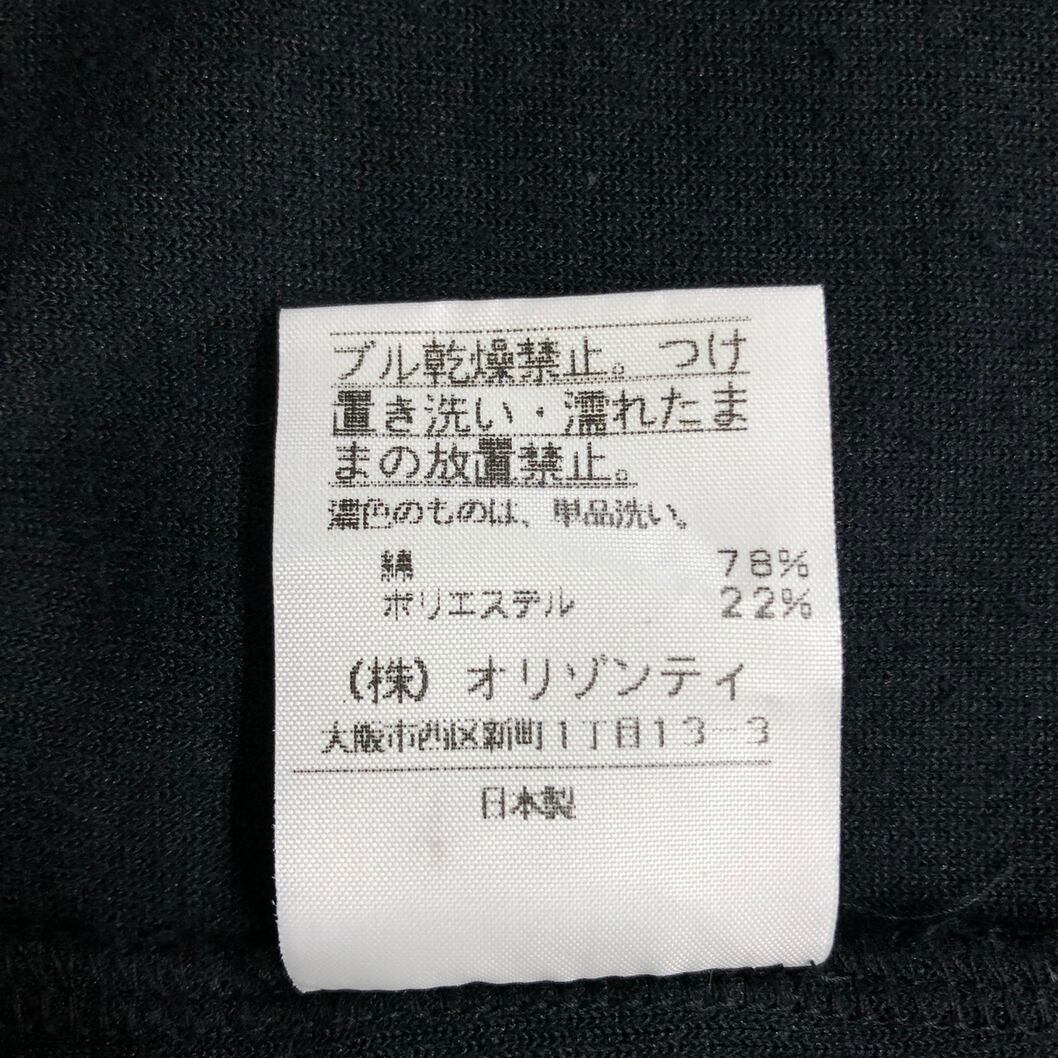 ブル乾燥禁止。つけ
置き洗い・濡れたま
まの放置禁止。
濃色のものは、単品洗い。
綿 78%
ポリエステル 22%
(株)オリゾンティ
大阪市西区新町1丁目13-3
日本製